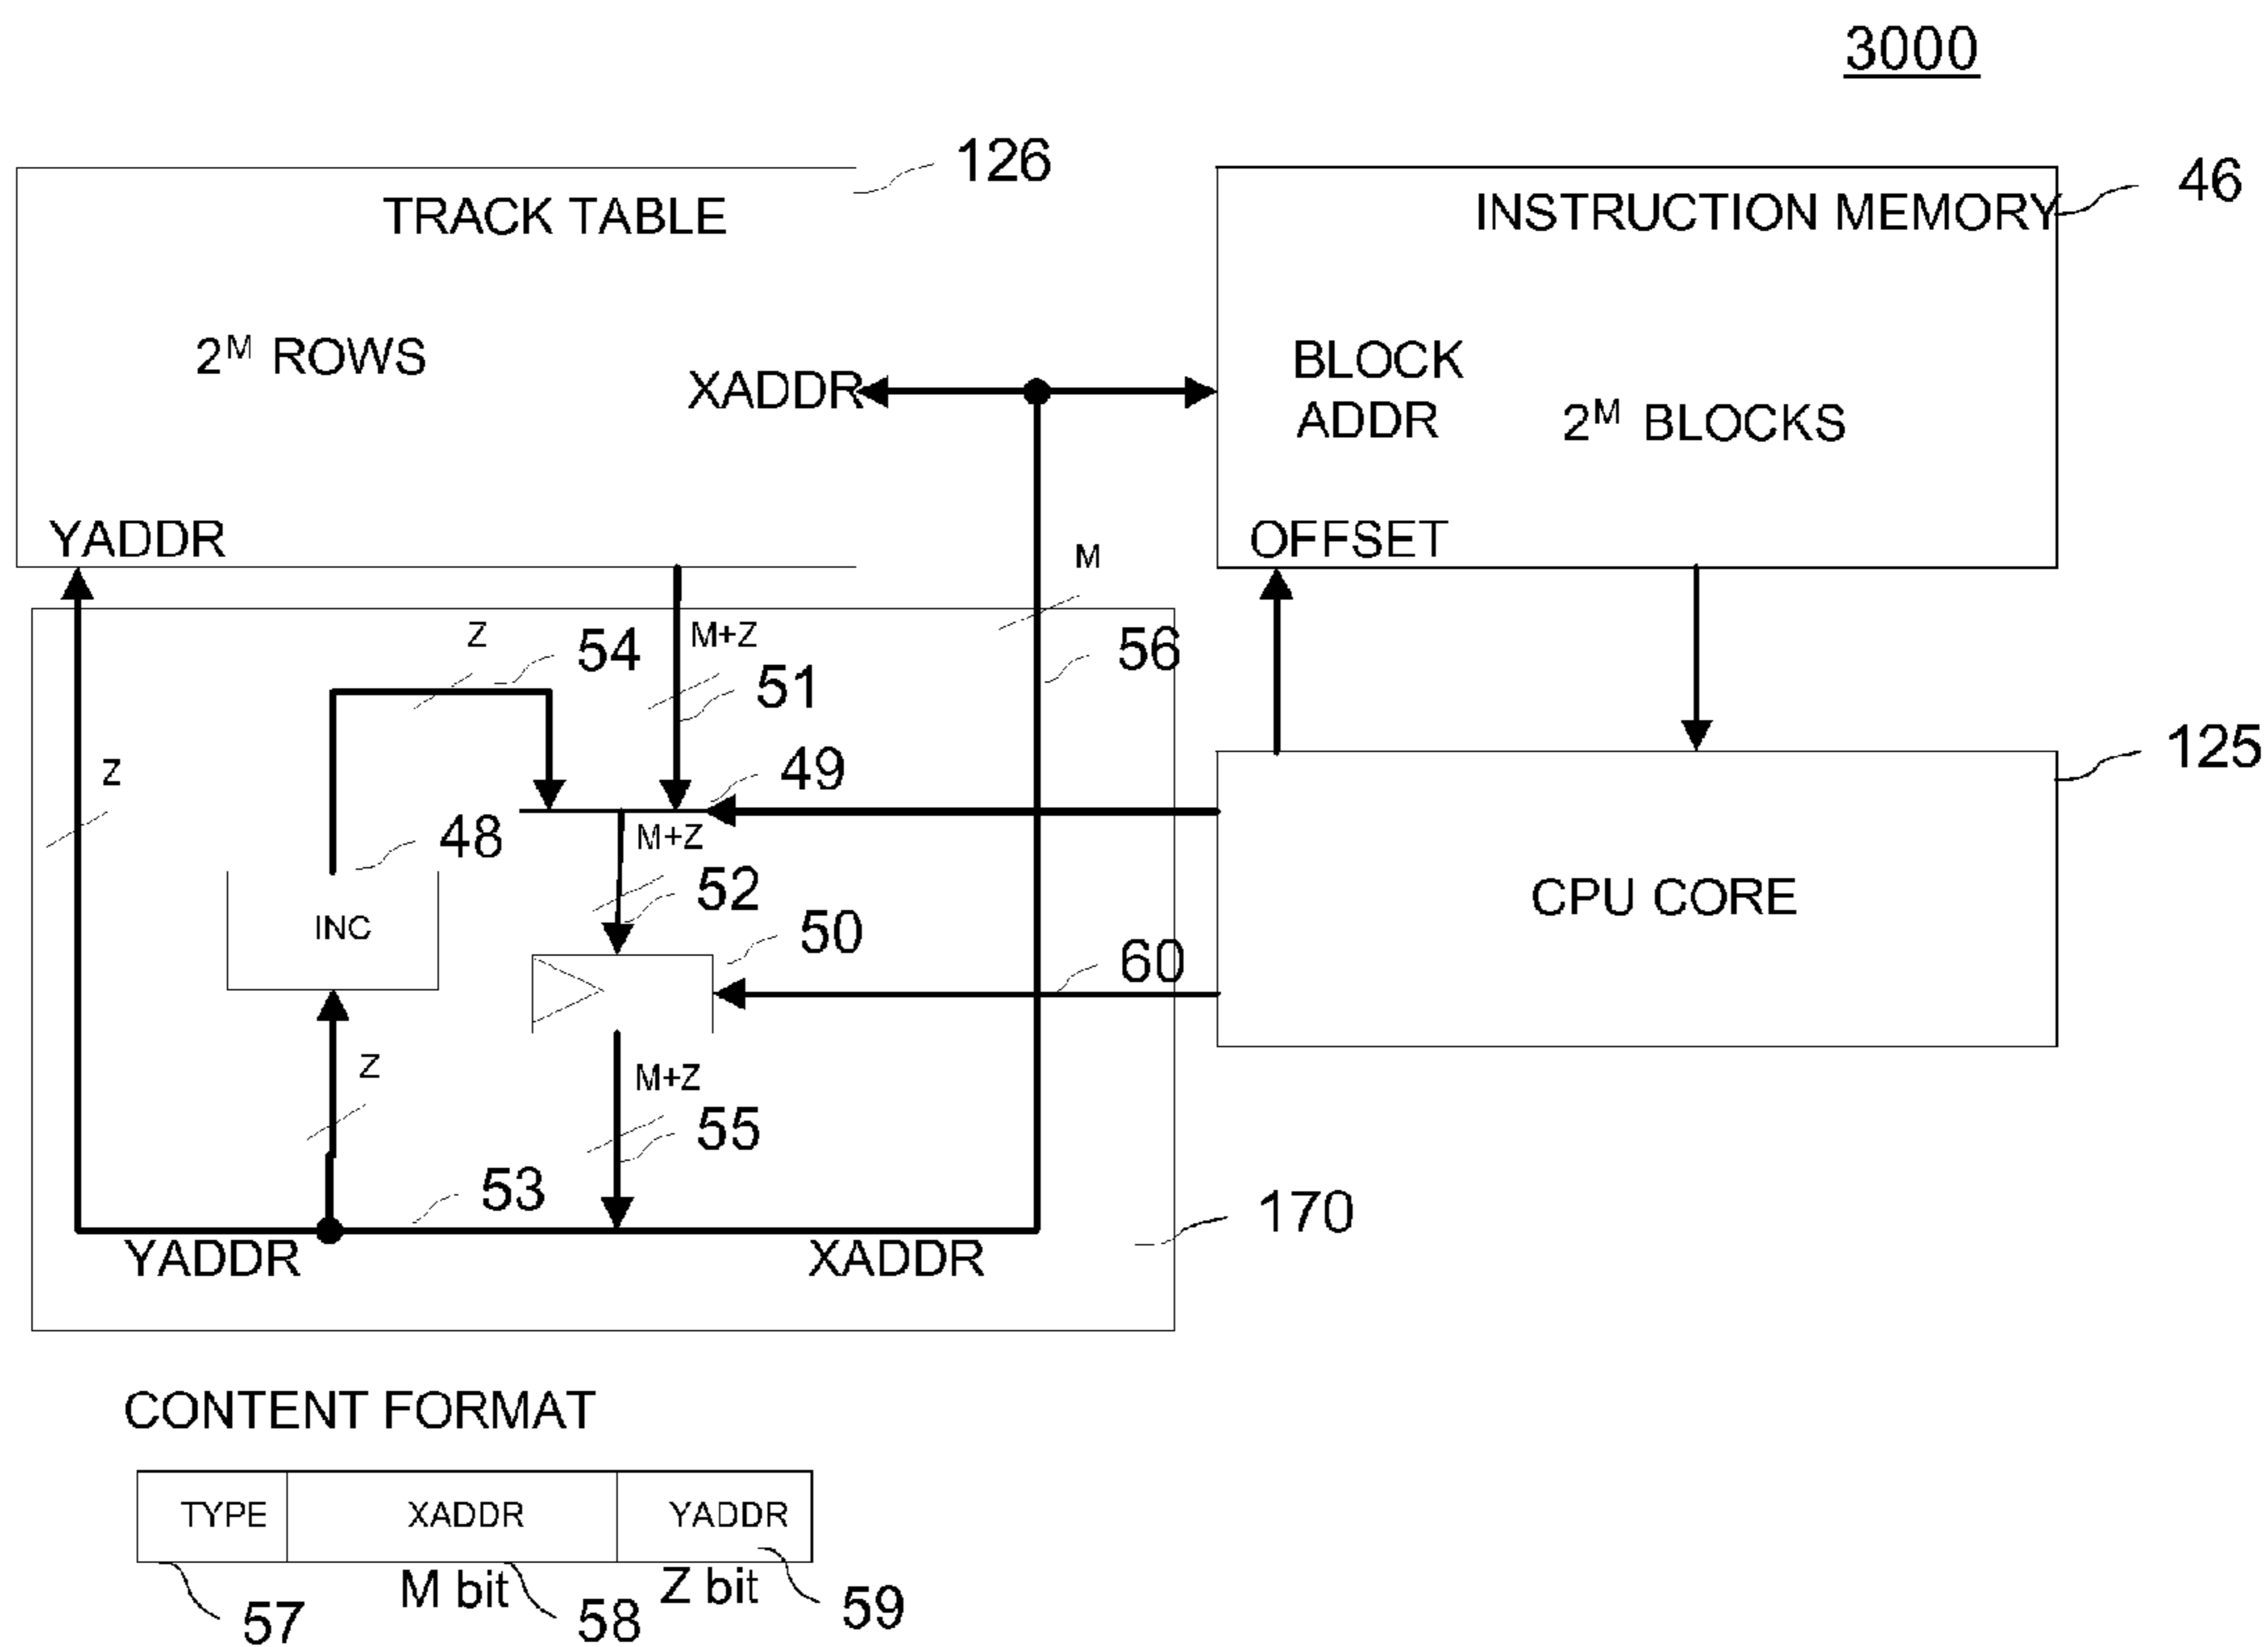 3000
126
46
TRACK TABLE
INSTRUCTION MEMORY
2^M ROWS
XADDR
BLOCK
ADDR
2^M BLOCKS
YADDR
OFFSET
M
Z
54
M+Z
51
56
Z
49
125
48
M+Z
52
CPU CORE
INC
50
60
Z
M+Z
55
53
170
YADDR
XADDR
CONTENT FORMAT
TYPE
XADDR
YADDR
M bit
Z bit
57
58
59